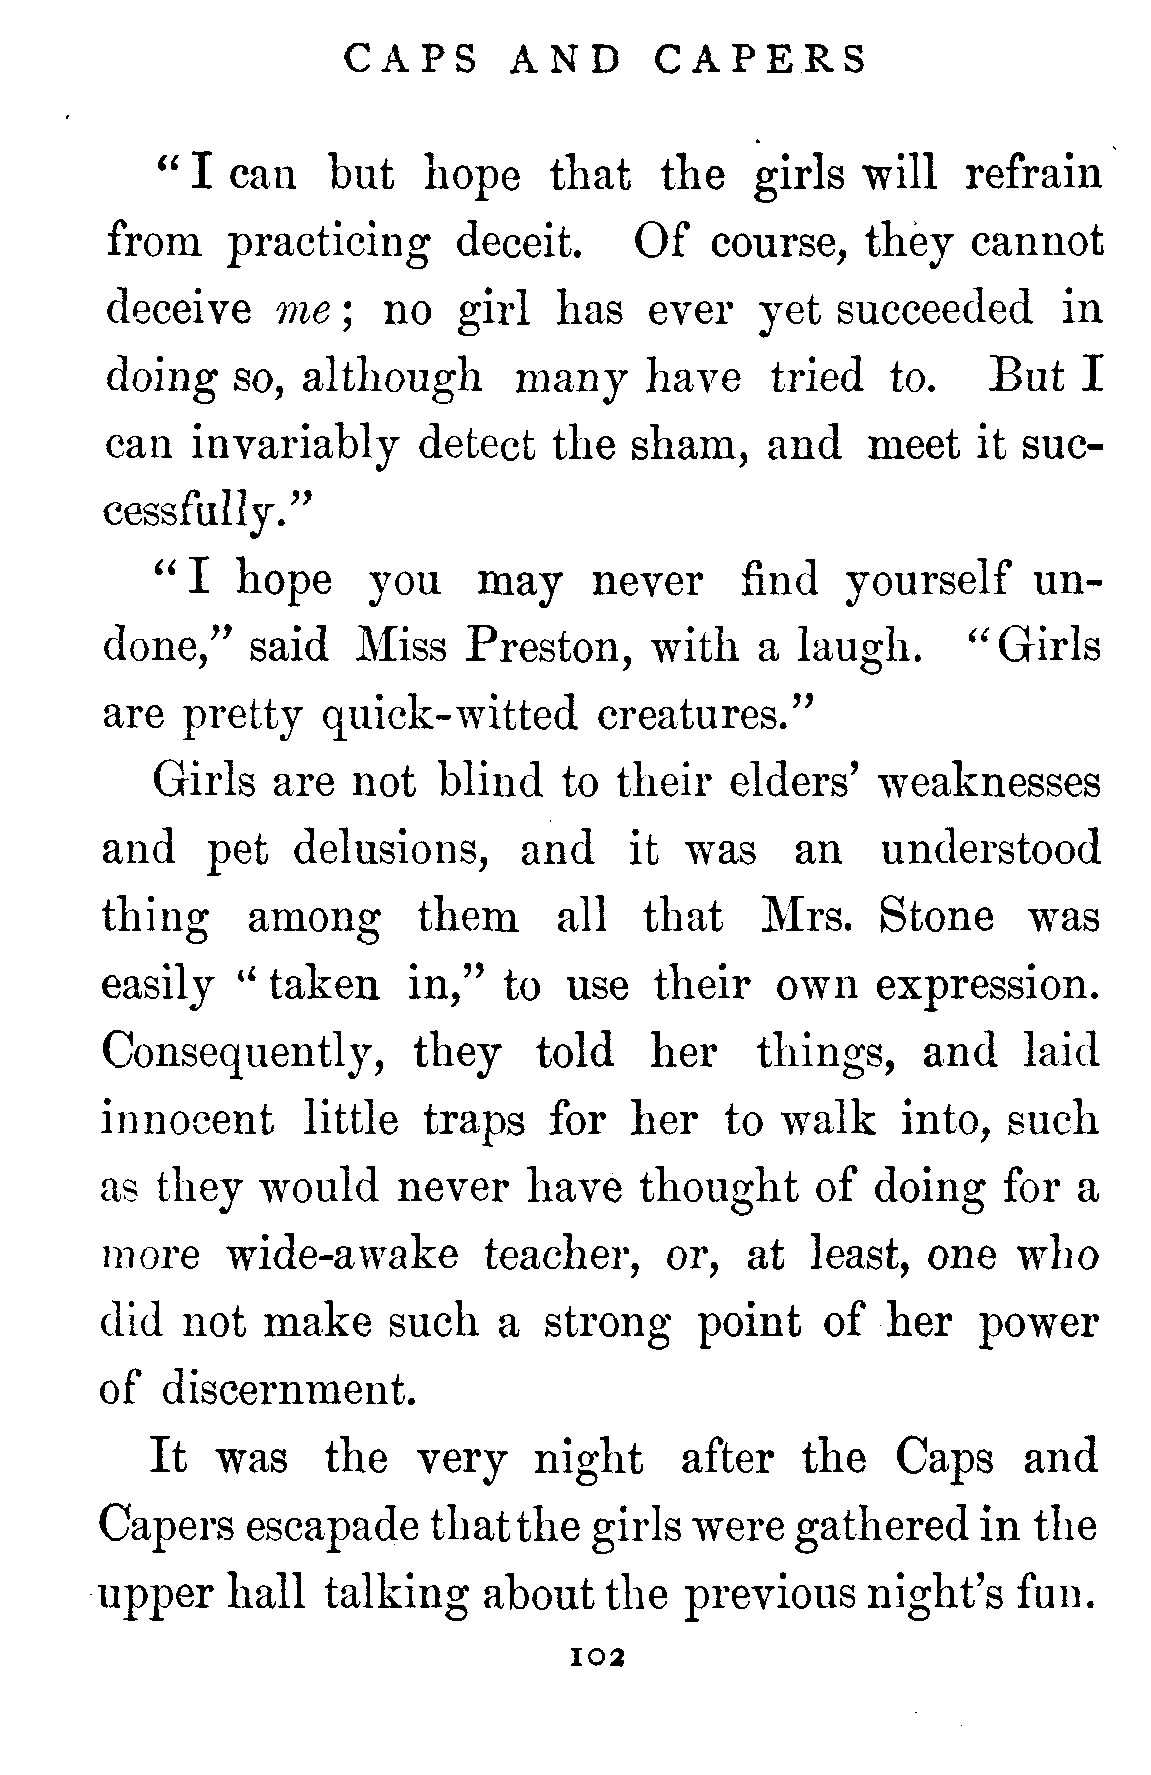 CAPS AND CAPERS
“I can but hope that the girls will refrain
from practicing deceit. Of course, they cannot
deceive me; no girl has ever yet succeeded in
doing so, although many have tried to. But I
can invariably detect the sham, and meet it suc-
cessfully.”
“I hope you may never find yourself un-
done,” said Miss Preston, with a laugh. “Girls
are pretty quick-witted creatures.”
Girls are not blind to their elders’ weaknesses
and pet delusions, and it was an understood
thing among them all that Mrs. Stone was
easily “taken in,” to use their own expression.
Consequently, they told her things, and laid
innocent little traps for her to walk into, such
as they would never have thought of doing for a
more wide-awake teacher, or, at least, one who
did not make such a strong point of her power
of discernment.
It was the very night after the Caps and
Capers escapade that the girls were gathered in the
upper hall talking about the previous night’s fun.
102